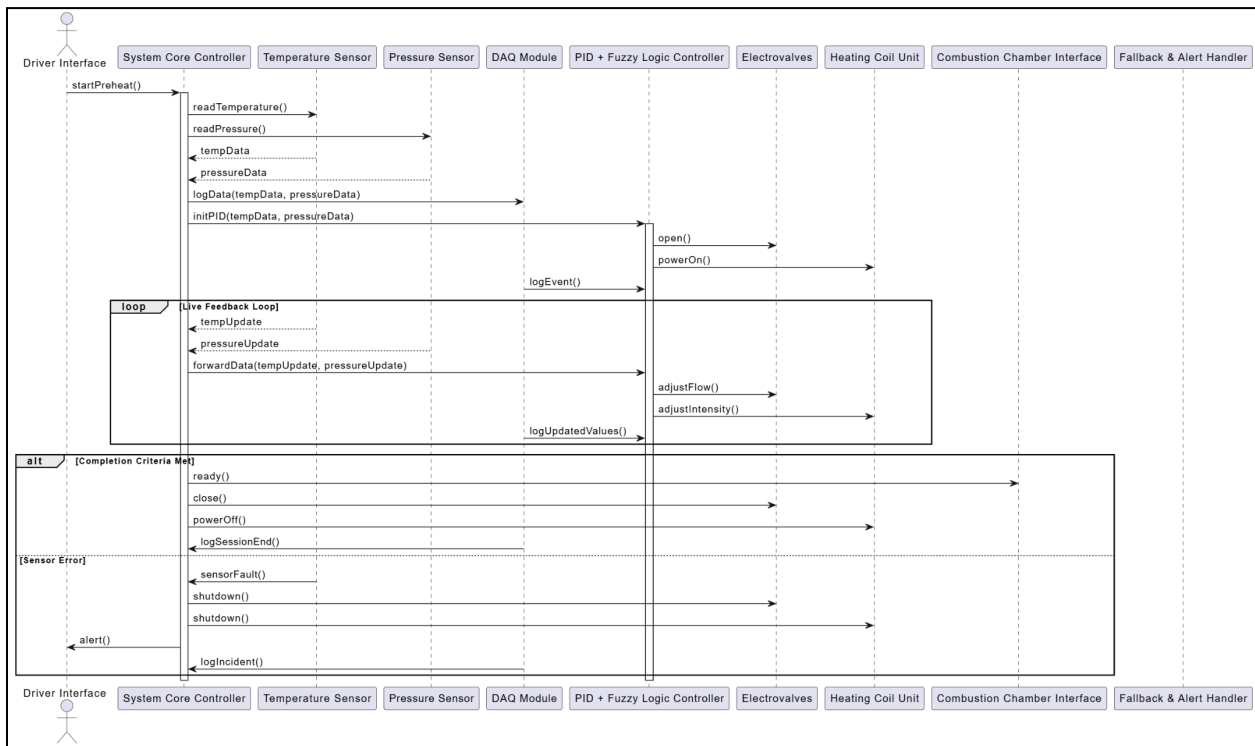 Driver Interface
System Core Controller
Temperature Sensor
Pressure Sensor
DAQ Module
PID + Fuzzy Logic Controller
Electrovalves
Heating Coil Unit
Combustion Chamber Interface
Fallback & Alert Handler
startPreheat()
readTemperature()
readPressure()
tempData
pressureData
logData(tempData, pressureData)
initPID(tempData, pressureData)
open()
powerOn()
logEvent()
loop [Live Feedback Loop]
tempUpdate
pressureUpdate
forwardData(tempUpdate, pressureUpdate)
adjustFlow()
adjustIntensity()
logUpdatedValues()
alt [Completion Criteria Met]
ready()
close()
powerOff()
logSessionEnd()
[Sensor Error]
sensorFault()
shutdown()
shutdown()
alert()
logIncident()
Driver Interface
System Core Controller
Temperature Sensor
Pressure Sensor
DAQ Module
PID + Fuzzy Logic Controller
Electrovalves
Heating Coil Unit
Combustion Chamber Interface
Fallback & Alert Handler